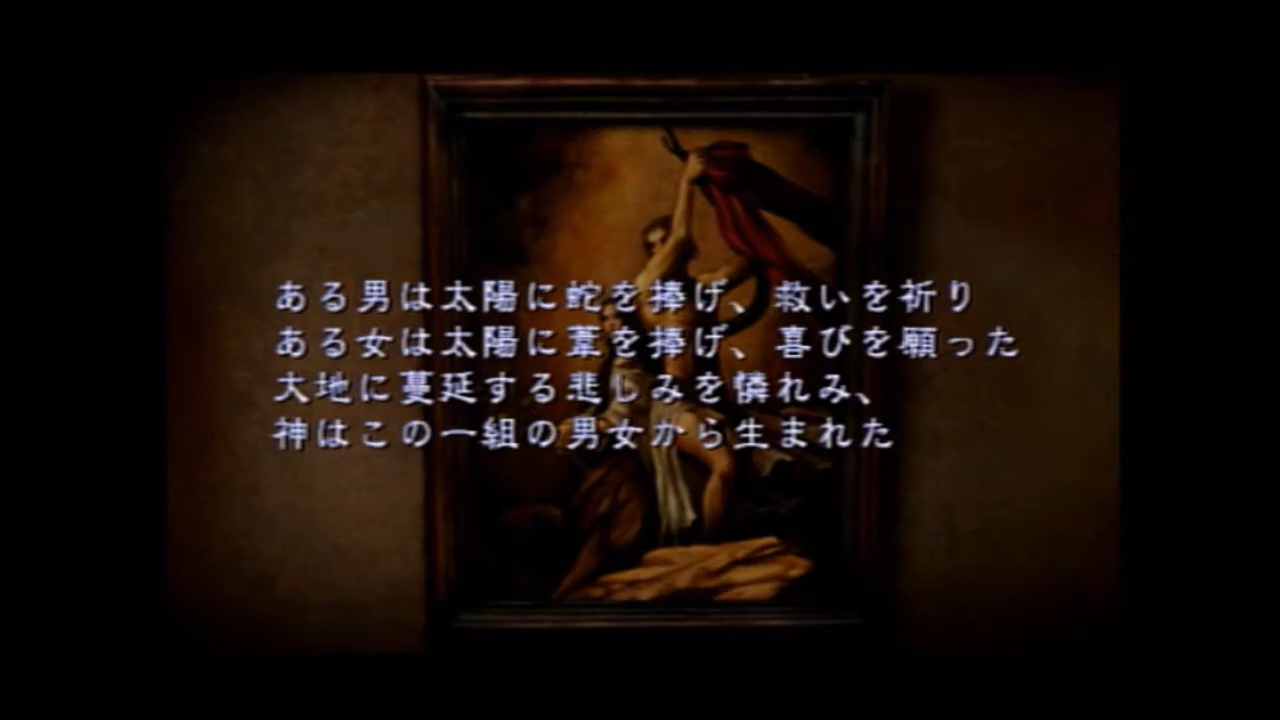 ある男は太陽に蛇を捧げ、救いを祈り
ある女は太陽に葦を捧げ、喜びを願った
大地に蔓延する悲しみを憐れみ、
神はこの一組の男女から生まれた